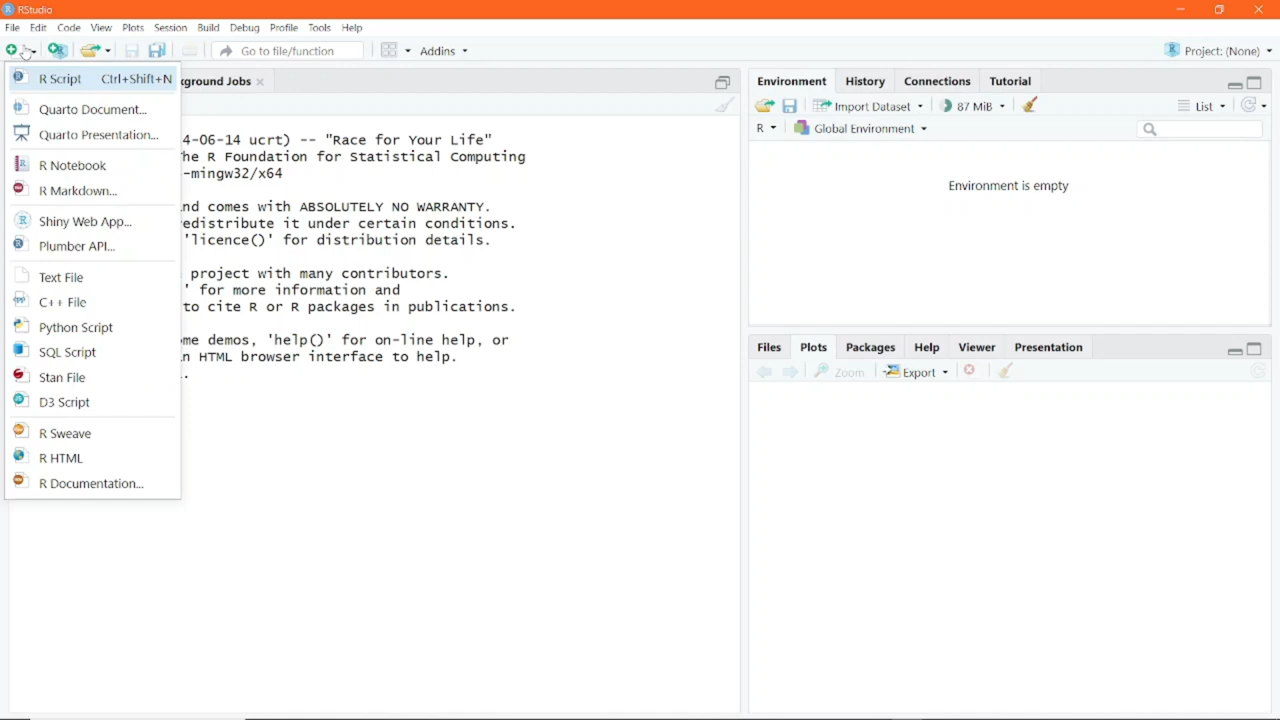 RStudio
File Edit Code View Plots Session Build Debug Profile Tools Help
Go to file/function Addins Project: (None)
R Script Ctrl+Shift+N
Quarto Document...
Quarto Presentation...
R Notebook
R Markdown...
Shiny Web App...
Plumber API...
Text File
C++ File
Python Script
SQL Script
Stan File
D3 Script
R Sweave
R HTML
R Documentation...
kground Jobs
4-06-14 ucrt) -- "Race for Your Life"
he R Foundation for Statistical Computing
-mingw32/x64
nd comes with ABSOLUTELY NO WARRANTY.
edistribute it under certain conditions.
'licence()' for distribution details.
project with many contributors.
' for more information and
to cite R or R packages in publications.
me demos, 'help()' for on-line help, or
n HTML browser interface to help.
.
Environment History Connections Tutorial
Import Dataset 87 MiB List
R Global Environment
Environment is empty
Files Plots Packages Help Viewer Presentation
Zoom Export